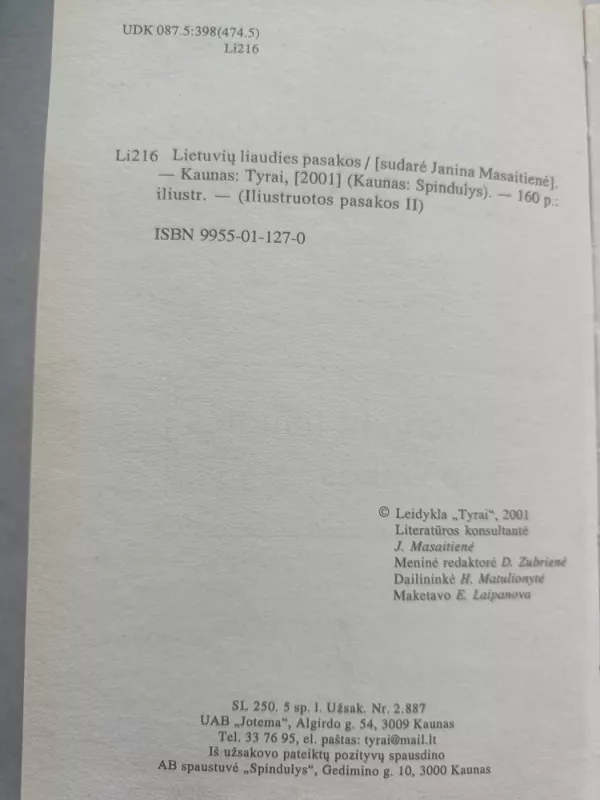 UDK 087.5:398(474.5)
Li216
Li216 Lietuvių liaudies pasakos / [sudarė Janina Masaitienė].
— Kaunas: Tyrai, [2001] (Kaunas: Spindulys). — 160 p.:
iliustr. — (Iliustruotos pasakos II)
ISBN 9955-01-127-0
© Leidykla „Tyrai“, 2001
Literatūros konsultantė
J. Masaitienė
Meninė redaktorė D. Zubrienė
Dailininkė H. Matulionytė
Maketavo E. Laipanova
SL 250. 5 sp. l. Užsak. Nr. 2.887
UAB „Jotema“, Algirdo g. 54, 3009 Kaunas
Tel. 33 76 95, el. paštas: tyrai@mail.lt
Iš užsakovo pateiktų pozityvų spausdino
AB spaustuvė „Spindulys“, Gedimino g. 10, 3000 Kaunas